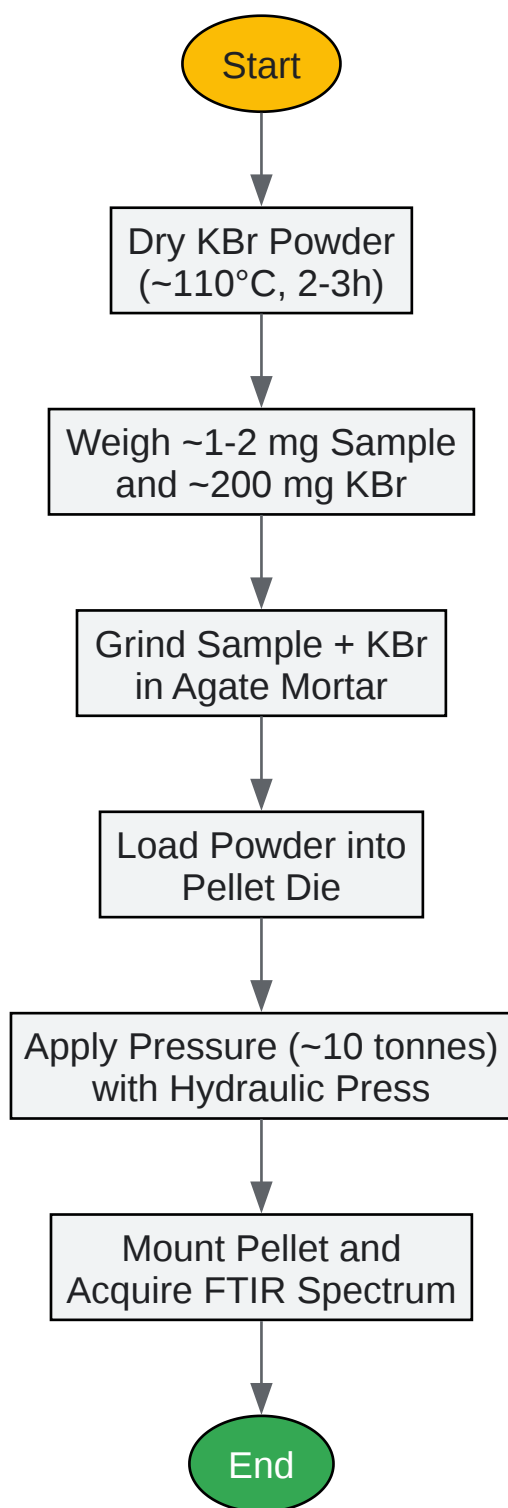 Start
Dry KBr Powder
(~110°C, 2-3h)
Weigh ~1-2 mg Sample
and ~200 mg KBr
Grind Sample + KBr
in Agate Mortar
Load Powder into
Pellet Die
Apply Pressure (~10 tonnes)
with Hydraulic Press
Mount Pellet and
Acquire FTIR Spectrum
End